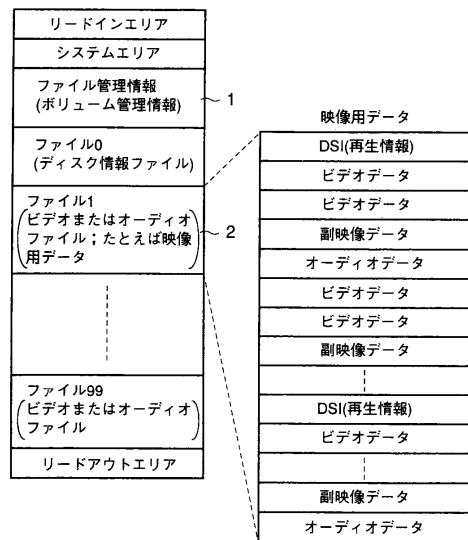 リードインエリア
システムエリア
ファイル管理情報
(ボリューム管理情報)
1
ファイル0
(ディスク情報ファイル)
ファイル1
(ビデオまたはオーディオ
ファイル;たとえば映像
用データ)
2
ファイル99
(ビデオまたはオーディオ
ファイル)
リードアウトエリア
映像用データ
DSI(再生情報)
ビデオデータ
ビデオデータ
副映像データ
オーディオデータ
ビデオデータ
ビデオデータ
副映像データ
DSI(再生情報)
ビデオデータ
副映像データ
オーディオデータ